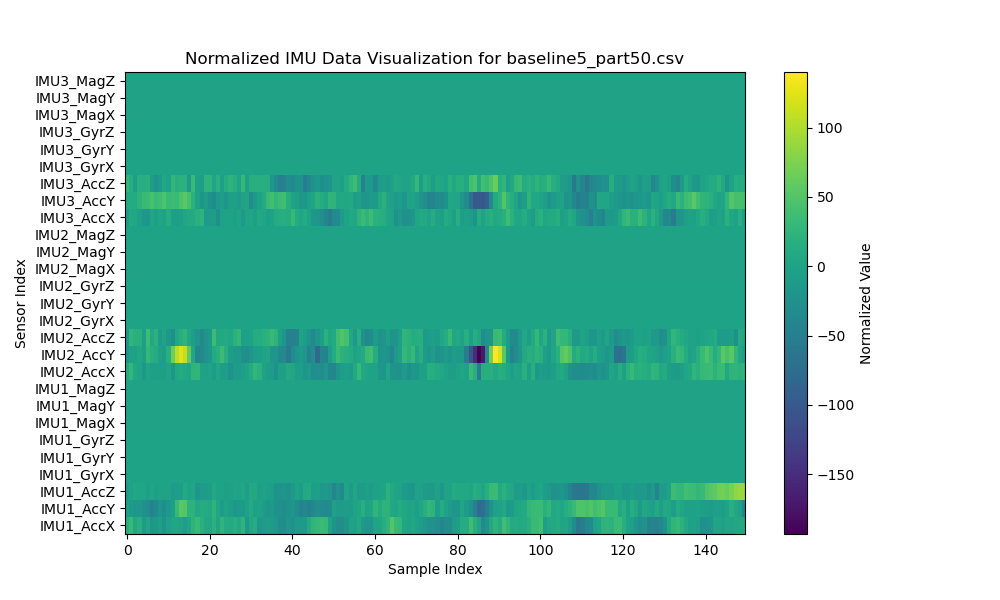 Normalized IMU Data Visualization for baseline5_part50.csv
Sensor Index
IMU3_MagZ
IMU3_MagY
IMU3_MagX
IMU3_GyrZ
IMU3_GyrY
IMU3_GyrX
IMU3_AccZ
IMU3_AccY
IMU3_AccX
IMU2_MagZ
IMU2_MagY
IMU2_MagX
IMU2_GyrZ
IMU2_GyrY
IMU2_GyrX
IMU2_AccZ
IMU2_AccY
IMU2_AccX
IMU1_MagZ
IMU1_MagY
IMU1_MagX
IMU1_GyrZ
IMU1_GyrY
IMU1_GyrX
IMU1_AccZ
IMU1_AccY
IMU1_AccX
0 20 40 60 80 100 120 140
Sample Index
100
50
0
−50
−100
−150
Normalized Value